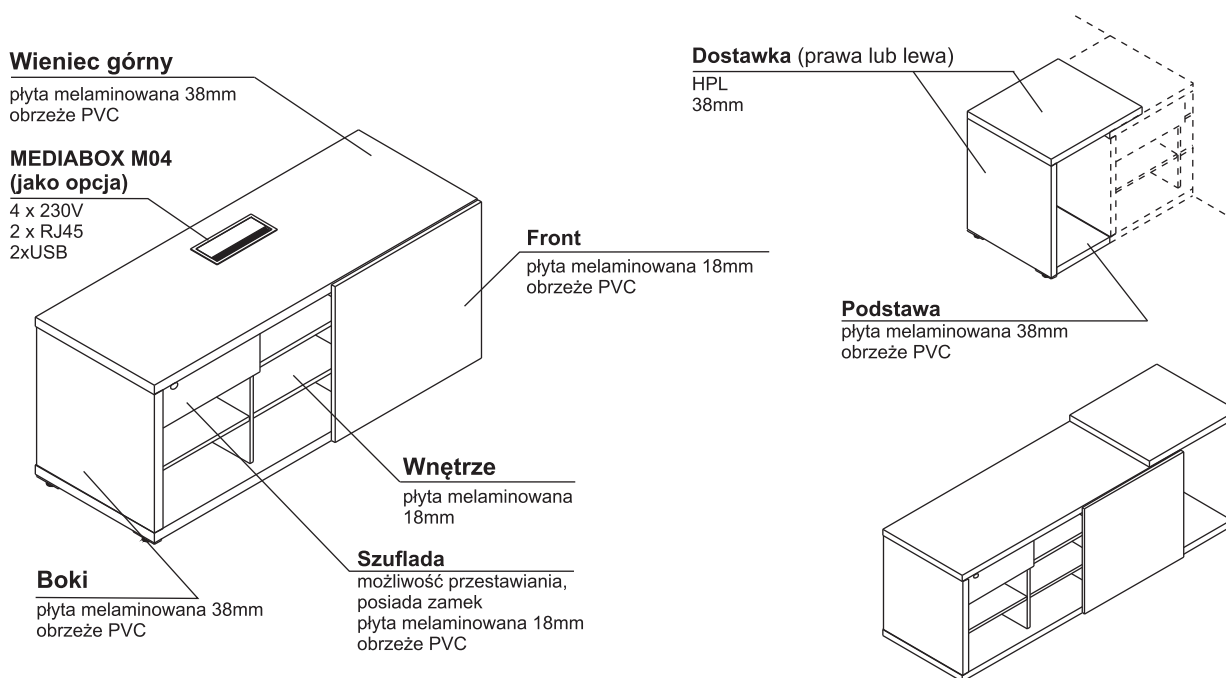 Wieniec górny
płyta melaminowana 38mm
obrzeże PVC
MEDIABOX M04
(jako opcja)
4 x 230V
2 x RJ45
2xUSB
Front
płyta melaminowana 18mm
obrzeże PVC
Wnętrze
płyta melaminowana
18mm
Szuflada
możliwość przestawiania,
posiada zamek
płyta melaminowana 18mm
obrzeże PVC
Boki
płyta melaminowana 38mm
obrzeże PVC
Dostawka (prawa lub lewa)
HPL
38mm
Podstawa
płyta melaminowana 38mm
obrzeże PVC